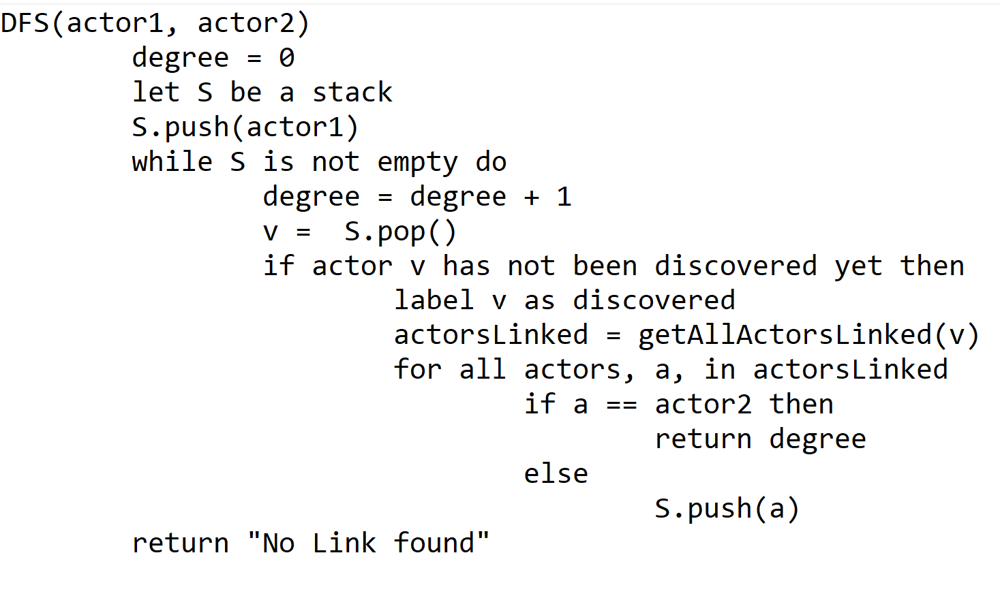 DFS(actor1, actor2)
degree = 0
let S be a stack
S.push(actor1)
while S is not empty do
degree = degree + 1
v =  S.pop()
if actor v has not been discovered yet then
label v as discovered
actorsLinked = getAllActorsLinked(v)
for all actors, a, in actorsLinked
if a == actor2 then
return degree
else
S.push(a)
return "No Link found"